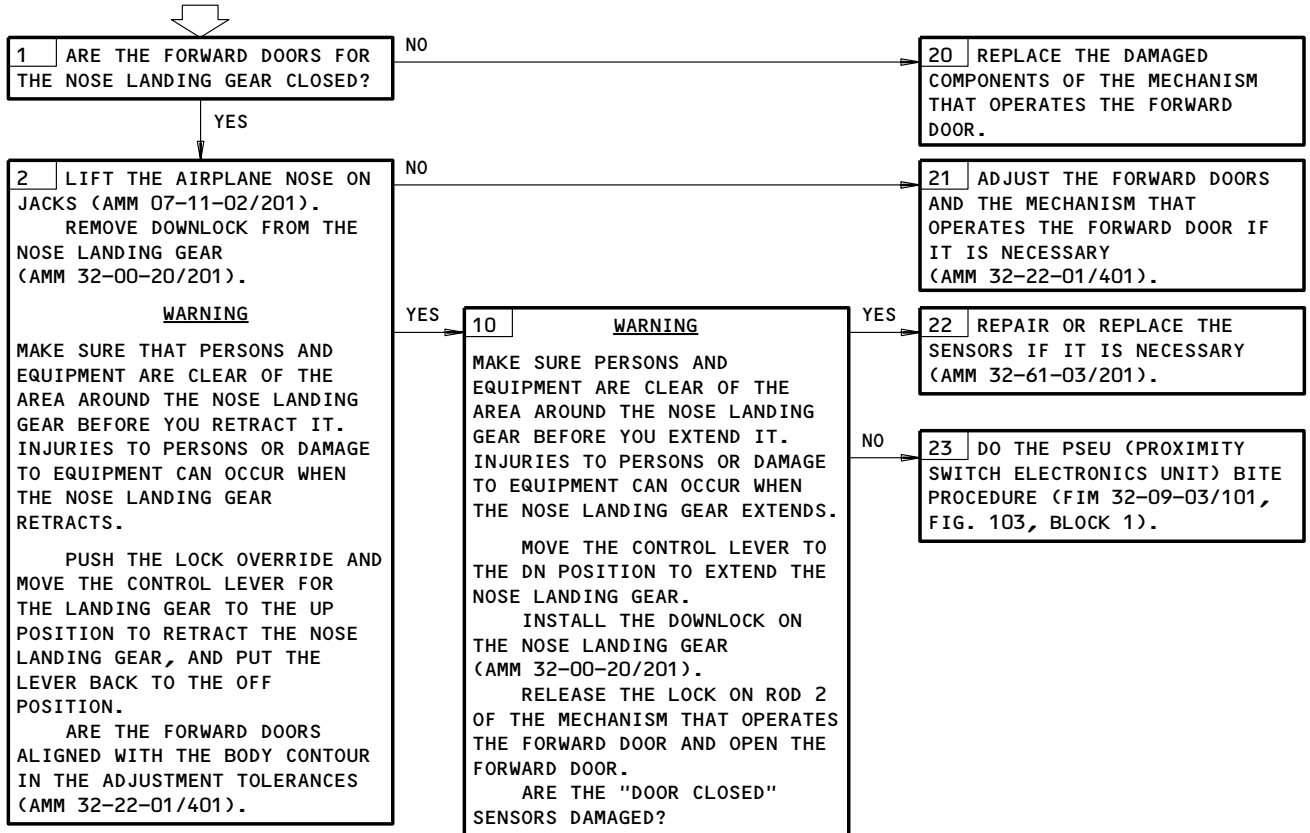 1 ARE THE FORWARD DOORS FOR
THE NOSE LANDING GEAR CLOSED?
NO
20 REPLACE THE DAMAGED
COMPONENTS OF THE MECHANISM
THAT OPERATES THE FORWARD
DOOR.
YES
2 LIFT THE AIRPLANE NOSE ON
JACKS (AMM 07-11-02/201).
REMOVE DOWNLOCK FROM THE
NOSE LANDING GEAR
(AMM 32-00-20/201).
WARNING
MAKE SURE THAT PERSONS AND
EQUIPMENT ARE CLEAR OF THE
AREA AROUND THE NOSE LANDING
GEAR BEFORE YOU RETRACT IT.
INJURIES TO PERSONS OR DAMAGE
TO EQUIPMENT CAN OCCUR WHEN
THE NOSE LANDING GEAR
RETRACTS.
PUSH THE LOCK OVERRIDE AND
MOVE THE CONTROL LEVER FOR
THE LANDING GEAR TO THE UP
POSITION TO RETRACT THE NOSE
LANDING GEAR, AND PUT THE
LEVER BACK TO THE OFF
POSITION.
ARE THE FORWARD DOORS
ALIGNED WITH THE BODY CONTOUR
IN THE ADJUSTMENT TOLERANCES
(AMM 32-22-01/401).
NO
21 ADJUST THE FORWARD DOORS
AND THE MECHANISM THAT
OPERATES THE FORWARD DOOR IF
IT IS NECESSARY
(AMM 32-22-01/401).
YES
10 WARNING
MAKE SURE PERSONS AND
EQUIPMENT ARE CLEAR OF THE
AREA AROUND THE NOSE LANDING
GEAR BEFORE YOU EXTEND IT.
INJURIES TO PERSONS OR DAMAGE
TO EQUIPMENT CAN OCCUR WHEN
THE NOSE LANDING GEAR EXTENDS.
MOVE THE CONTROL LEVER TO
THE DN POSITION TO EXTEND THE
NOSE LANDING GEAR.
INSTALL THE DOWNLOCK ON
THE NOSE LANDING GEAR
(AMM 32-00-20/201).
RELEASE THE LOCK ON ROD 2
OF THE MECHANISM THAT OPERATES
THE FORWARD DOOR AND OPEN THE
FORWARD DOOR.
ARE THE "DOOR CLOSED"
SENSORS DAMAGED?
YES
22 REPAIR OR REPLACE THE
SENSORS IF IT IS NECESSARY
(AMM 32-61-03/201).
NO
23 DO THE PSEU (PROXIMITY
SWITCH ELECTRONICS UNIT) BITE
PROCEDURE (FIM 32-09-03/101,
FIG. 103, BLOCK 1).